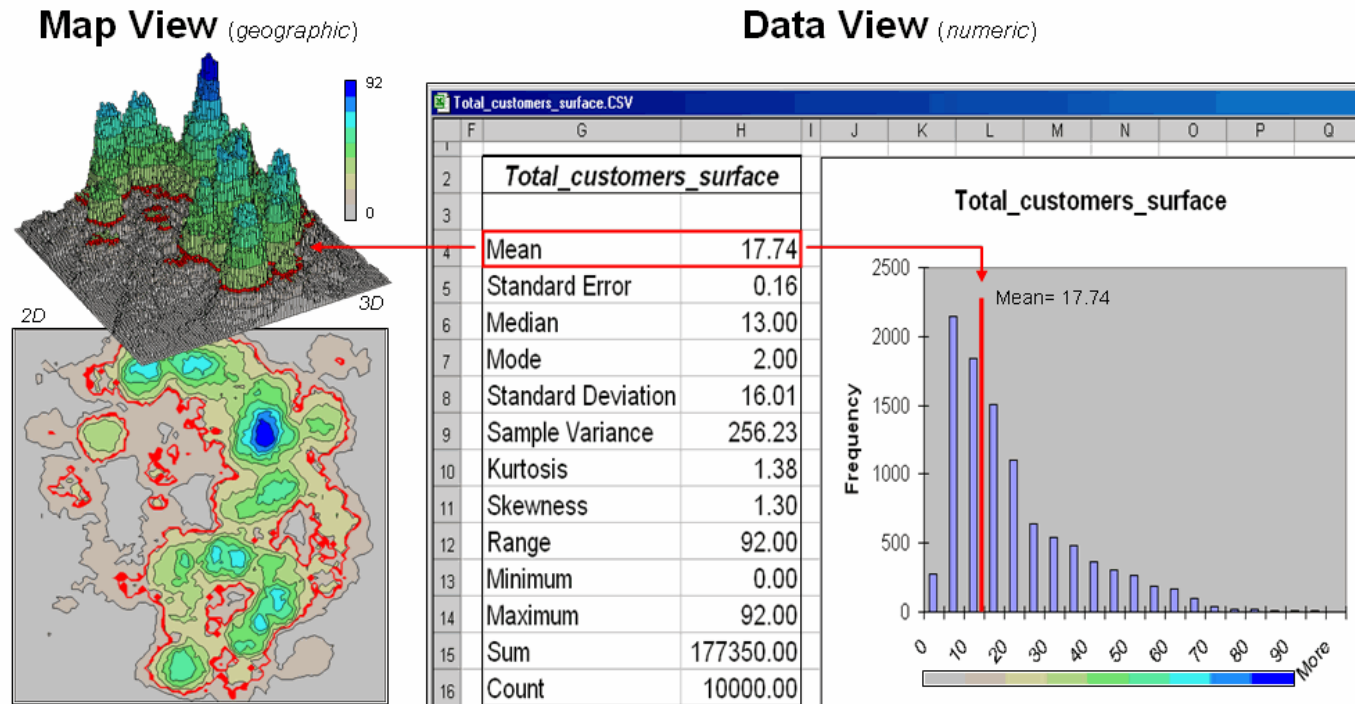 Map View (geographic)
Data View (numeric)
92
0
3D
2D
Total_customers_surface.CSV
F G H I J K L M N O P Q
1
2 Total_customers_surface
3
4 Mean 17.74
5 Standard Error 0.16
6 Median 13.00
7 Mode 2.00
8 Standard Deviation 16.01
9 Sample Variance 256.23
10 Kurtosis 1.38
11 Skewness 1.30
12 Range 92.00
13 Minimum 0.00
14 Maximum 92.00
15 Sum 177350.00
16 Count 10000.00
Total_customers_surface
Mean= 17.74
Frequency
2500
2000
1500
1000
500
0
0 10 20 30 40 50 60 70 80 90 More